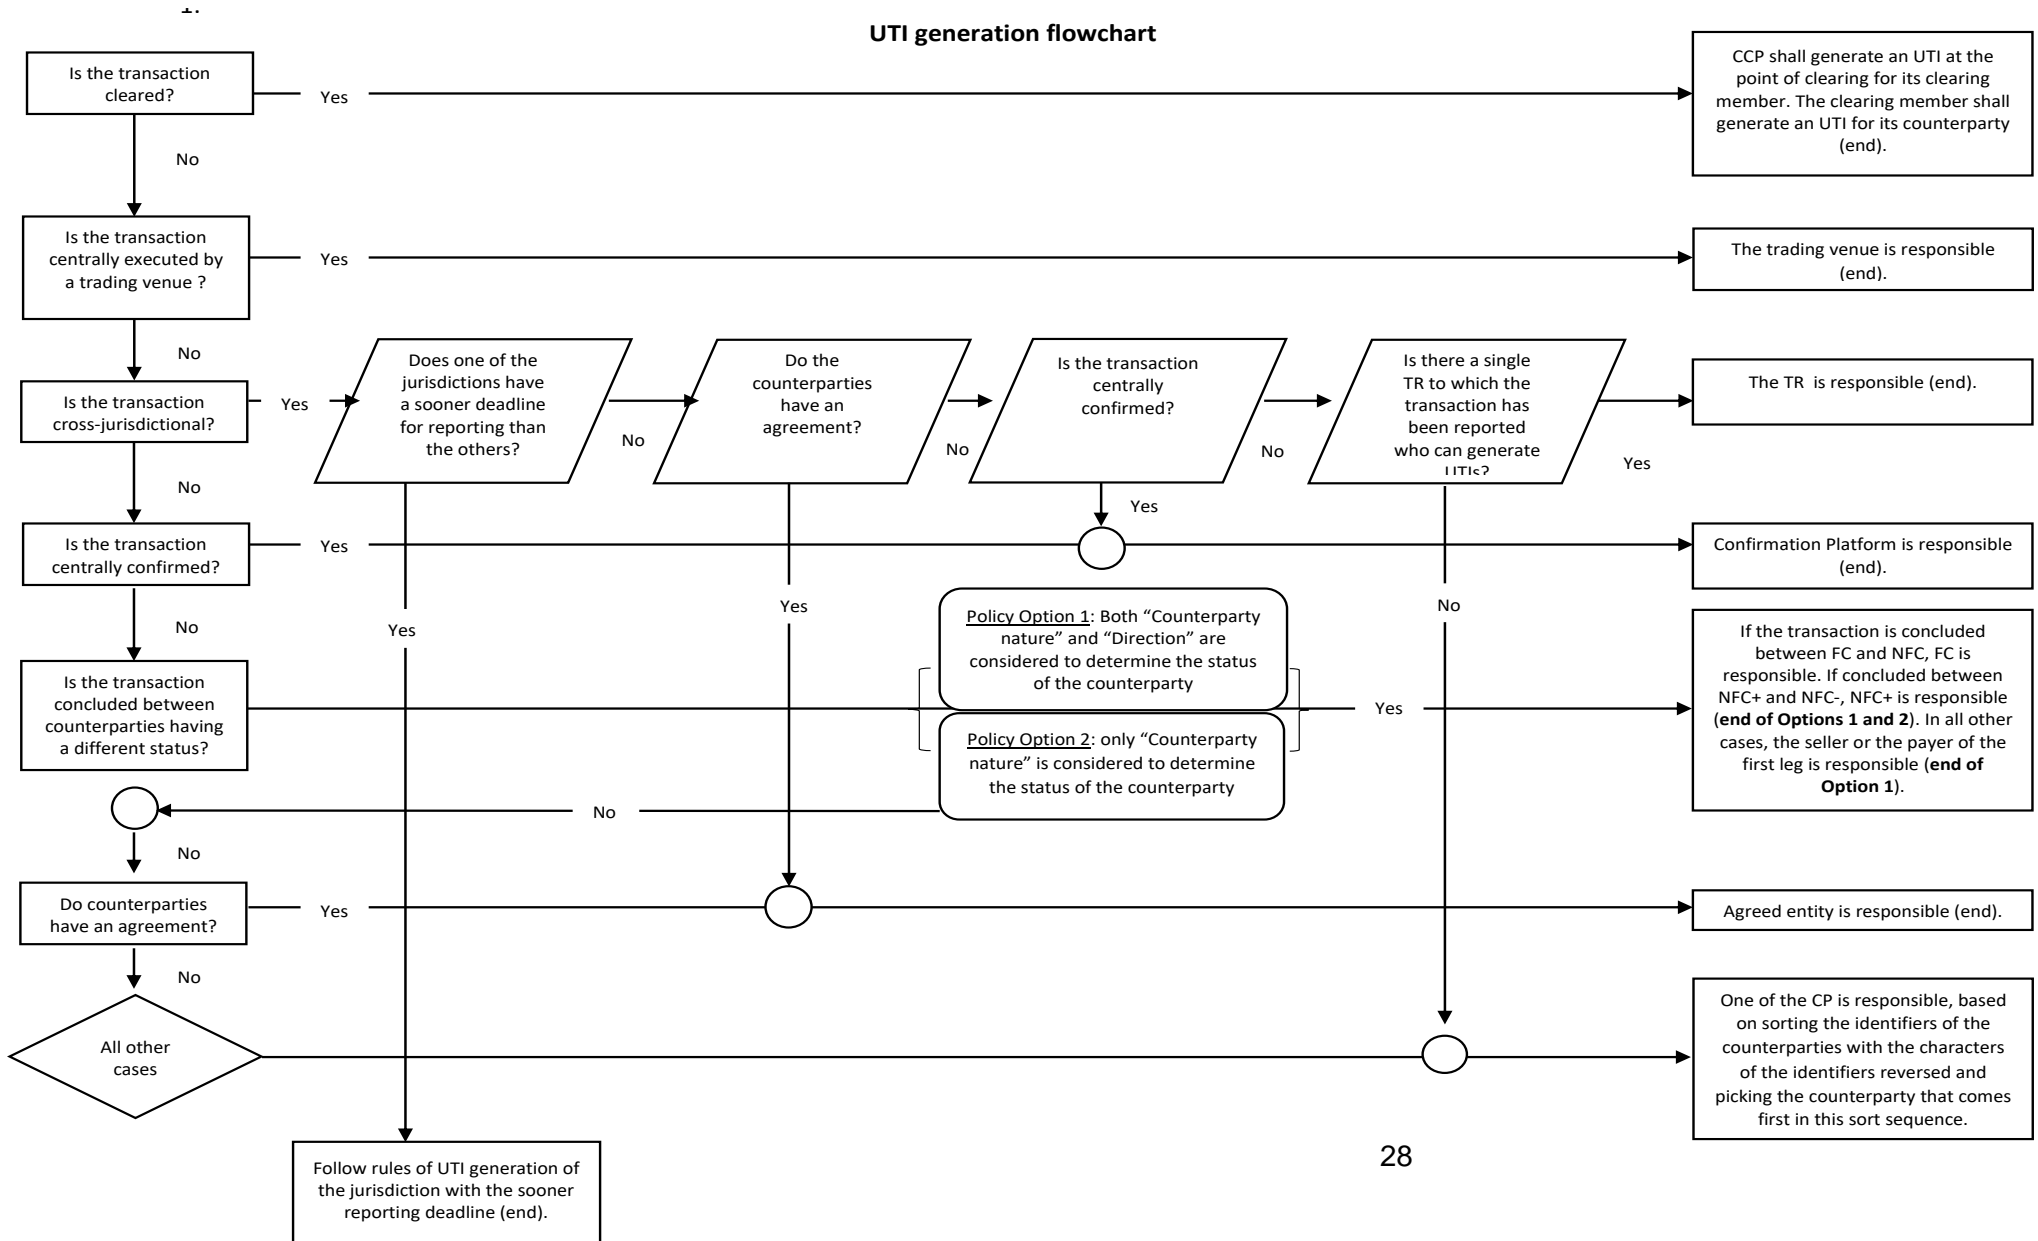 1.
UTI generation flowchart
Is the transaction
cleared?
Yes
CCP shall generate an UTI at the
point of clearing for its clearing
member. The clearing member shall
generate an UTI for its counterparty
(end).
No
Is the transaction
centrally executed by
a trading venue ?
Yes
The trading venue is responsible
(end).
No
Is the transaction
cross-jurisdictional?
Yes
Does one of the
jurisdictions have
a sooner deadline
for reporting than
the others?
No
Do the
counterparties
have an
agreement?
No
Is the transaction
centrally
confirmed?
No
Is there a single
TR to which the
transaction has
been reported
who can generate
UTIs?
Yes
The TR is responsible (end).
No
Yes
Is the transaction
centrally confirmed?
Yes
Confirmation Platform is responsible
(end).
No
Yes
Yes
No
Policy Option 1: Both “Counterparty
nature” and “Direction” are
considered to determine the status
of the counterparty
Is the transaction
concluded between
counterparties having
a different status?
Policy Option 2: only “Counterparty
nature” is considered to determine
the status of the counterparty
Yes
If the transaction is concluded
between FC and NFC, FC is
responsible. If concluded between
NFC+ and NFC-, NFC+ is responsible
(end of Options 1 and 2). In all other
cases, the seller or the payer of the
first leg is responsible (end of
Option 1).
No
No
Do counterparties
have an agreement?
Yes
Agreed entity is responsible (end).
No
All other
cases
One of the CP is responsible, based
on sorting the identifiers of the
counterparties with the characters
of the identifiers reversed and
picking the counterparty that comes
first in this sort sequence.
Follow rules of UTI generation of
the jurisdiction with the sooner
reporting deadline (end).
28